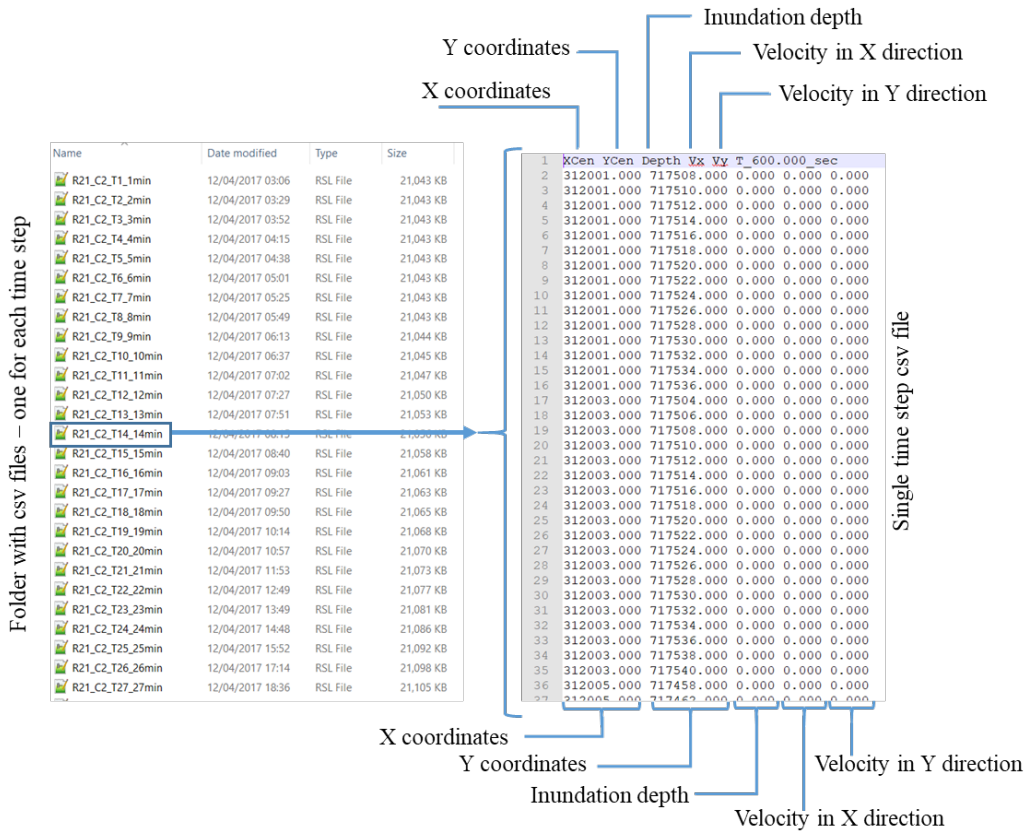 Inundation depth
Y coordinates
Velocity in X direction
X coordinates
Velocity in Y direction
Folder with csv files – one for each time step
Name Date modified Type Size
R21_C2_T1_1min 12/04/2017 03:06 RSL File 21,043 KB
R21_C2_T2_2min 12/04/2017 03:29 RSL File 21,043 KB
R21_C2_T3_3min 12/04/2017 03:52 RSL File 21,043 KB
R21_C2_T4_4min 12/04/2017 04:15 RSL File 21,043 KB
R21_C2_T5_5min 12/04/2017 04:38 RSL File 21,043 KB
R21_C2_T6_6min 12/04/2017 05:01 RSL File 21,043 KB
R21_C2_T7_7min 12/04/2017 05:25 RSL File 21,043 KB
R21_C2_T8_8min 12/04/2017 05:49 RSL File 21,043 KB
R21_C2_T9_9min 12/04/2017 06:13 RSL File 21,044 KB
R21_C2_T10_10min 12/04/2017 06:37 RSL File 21,045 KB
R21_C2_T11_11min 12/04/2017 07:02 RSL File 21,047 KB
R21_C2_T12_12min 12/04/2017 07:27 RSL File 21,050 KB
R21_C2_T13_13min 12/04/2017 07:51 RSL File 21,053 KB
R21_C2_T14_14min
R21_C2_T15_15min 12/04/2017 08:40 RSL File 21,058 KB
R21_C2_T16_16min 12/04/2017 09:03 RSL File 21,061 KB
R21_C2_T17_17min 12/04/2017 09:27 RSL File 21,063 KB
R21_C2_T18_18min 12/04/2017 09:50 RSL File 21,065 KB
R21_C2_T19_19min 12/04/2017 10:14 RSL File 21,068 KB
R21_C2_T20_20min 12/04/2017 10:57 RSL File 21,070 KB
R21_C2_T21_21min 12/04/2017 11:53 RSL File 21,073 KB
R21_C2_T22_22min 12/04/2017 12:49 RSL File 21,077 KB
R21_C2_T23_23min 12/04/2017 13:49 RSL File 21,081 KB
R21_C2_T24_24min 12/04/2017 14:48 RSL File 21,086 KB
R21_C2_T25_25min 12/04/2017 15:52 RSL File 21,092 KB
R21_C2_T26_26min 12/04/2017 17:14 RSL File 21,098 KB
R21_C2_T27_27min 12/04/2017 18:36 RSL File 21,105 KB
1 XCen YCen Depth Vx Vy T_600.000_sec
2 312001.000 717508.000 0.000 0.000 0.000
3 312001.000 717510.000 0.000 0.000 0.000
4 312001.000 717512.000 0.000 0.000 0.000
5 312001.000 717514.000 0.000 0.000 0.000
6 312001.000 717516.000 0.000 0.000 0.000
7 312001.000 717518.000 0.000 0.000 0.000
8 312001.000 717520.000 0.000 0.000 0.000
9 312001.000 717522.000 0.000 0.000 0.000
10 312001.000 717524.000 0.000 0.000 0.000
11 312001.000 717526.000 0.000 0.000 0.000
12 312001.000 717528.000 0.000 0.000 0.000
13 312001.000 717530.000 0.000 0.000 0.000
14 312001.000 717532.000 0.000 0.000 0.000
15 312001.000 717534.000 0.000 0.000 0.000
16 312001.000 717536.000 0.000 0.000 0.000
17 312003.000 717504.000 0.000 0.000 0.000
18 312003.000 717506.000 0.000 0.000 0.000
19 312003.000 717508.000 0.000 0.000 0.000
20 312003.000 717510.000 0.000 0.000 0.000
21 312003.000 717512.000 0.000 0.000 0.000
22 312003.000 717514.000 0.000 0.000 0.000
23 312003.000 717516.000 0.000 0.000 0.000
24 312003.000 717518.000 0.000 0.000 0.000
25 312003.000 717520.000 0.000 0.000 0.000
26 312003.000 717522.000 0.000 0.000 0.000
27 312003.000 717524.000 0.000 0.000 0.000
28 312003.000 717526.000 0.000 0.000 0.000
29 312003.000 717528.000 0.000 0.000 0.000
30 312003.000 717530.000 0.000 0.000 0.000
31 312003.000 717532.000 0.000 0.000 0.000
32 312003.000 717534.000 0.000 0.000 0.000
33 312003.000 717536.000 0.000 0.000 0.000
34 312003.000 717538.000 0.000 0.000 0.000
35 312003.000 717540.000 0.000 0.000 0.000
36 312005.000 717458.000 0.000 0.000 0.000
37 312005.000 717462.000 0.000 0.000 0.000
Single time step csv file
X coordinates
Y coordinates
Velocity in Y direction
Inundation depth
Velocity in X direction